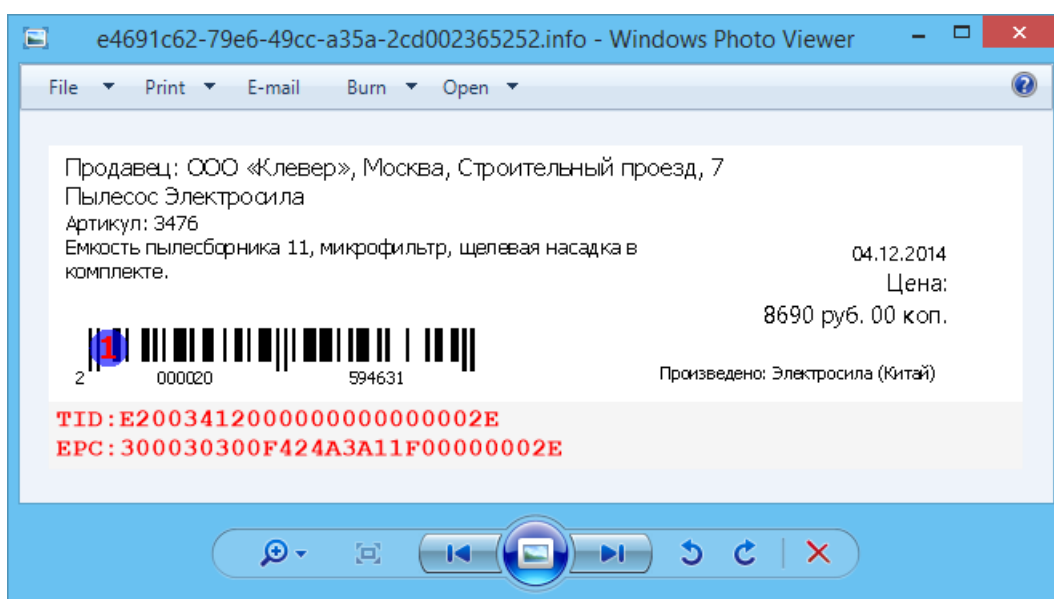 e4691c62-79e6-49cc-a35a-2cd002365252.info - Windows Photo Viewer
File Print E-mail Burn Open
Продавец: ООО «Клевер», Москва, Строительный проезд, 7
Пылесос Электросила
Артикул: 3476
Емкость пылесборника 11, микрофильтр, щелевая насадка в
комплекте.
04.12.2014
Цена:
8690 руб. 00 коп.
1
2 000020 594631
Произведено: Электросила (Китай)
TID:E2003412000000000000002E
EPC:300030300F424A3A11F00000002E